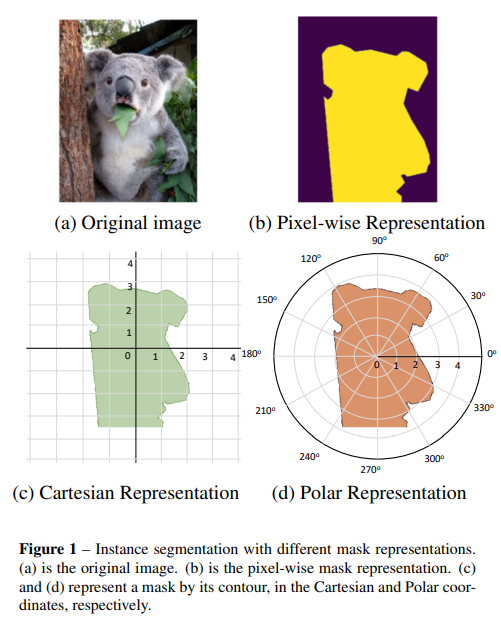 (a) Original image
(b) Pixel-wise Representation
4
3
2
1
0 1 2 3 4
90°
120° 60°
150° 30°
180° 0 1 2 3 4 0°
210° 330°
240° 300°
270°
(c) Cartesian Representation
(d) Polar Representation
Figure 1 – Instance segmentation with different mask representations.
(a) is the original image. (b) is the pixel-wise mask representation. (c)
and (d) represent a mask by its contour, in the Cartesian and Polar coor-
dinates, respectively.